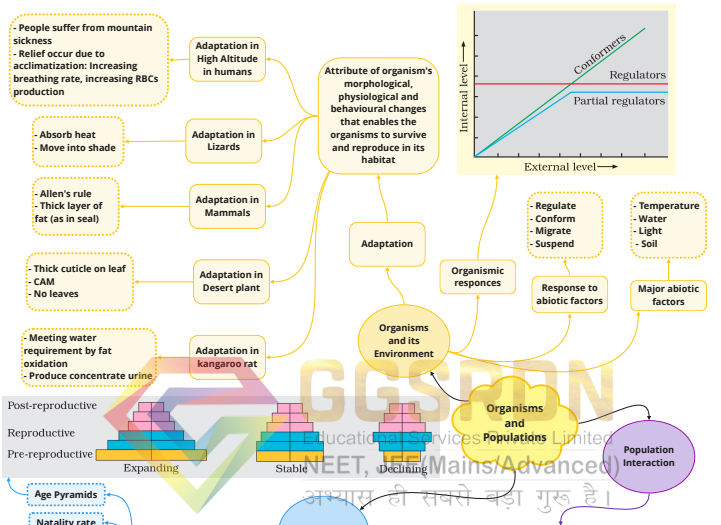 - People suffer from mountain
sickness
- Relief occur due to
acclimatization: Increasing
breathing rate, increasing RBCs
production
Adaptation in
High Altitude
in humans
Attribute of organism's
morphological,
physiological and
behavioural changes
that enables the
organisms to survive
and reproduce in its
habitat
Internal level
Conformers
Regulators
Partial regulators
External level
- Absorb heat
- Move into shade
Adaptation in
Lizards
- Allen's rule
- Thick layer of
fat (as in seal)
Adaptation in
Mammals
- Thick cuticle on leaf
- CAM
- No leaves
Adaptation in
Desert plant
- Meeting water
requirement by fat
oxidation
- Produce concentrate urine
Adaptation in
kangaroo rat
Adaptation
Organismic
responces
- Regulate
- Conform
- Migrate
- Suspend
Response to
abiotic factors
- Temperature
- Water
- Light
- Soil
Major abiotic
factors
Organisms
and its
Environment
Organisms
and
Populations
Population
Interaction
GGSRDN
Educational Services Private Limited
NEET, JEE(Mains/Advanced)
अभ्यास ही सबसे बड़ा गुरू है।
Post-reproductive
Reproductive
Pre-reproductive
Expanding
Stable
Declining
Age Pyramids
Natality rate